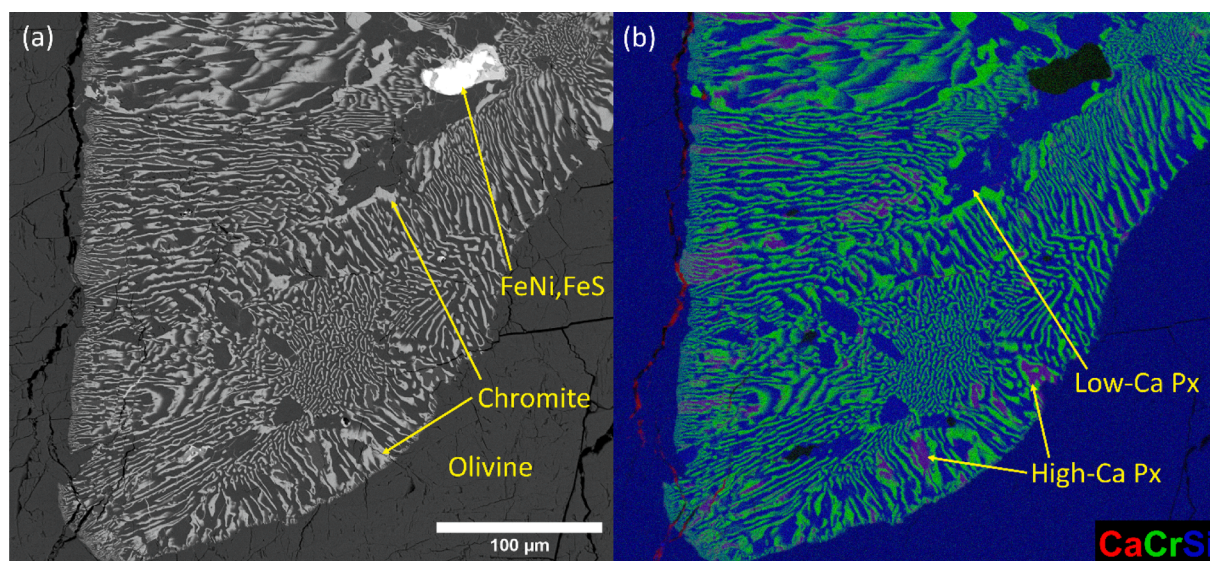 (a)
(b)
FeNi,FeS
Chromite
Olivine
100 µm
Low-Ca Px
High-Ca Px
CaCrSi